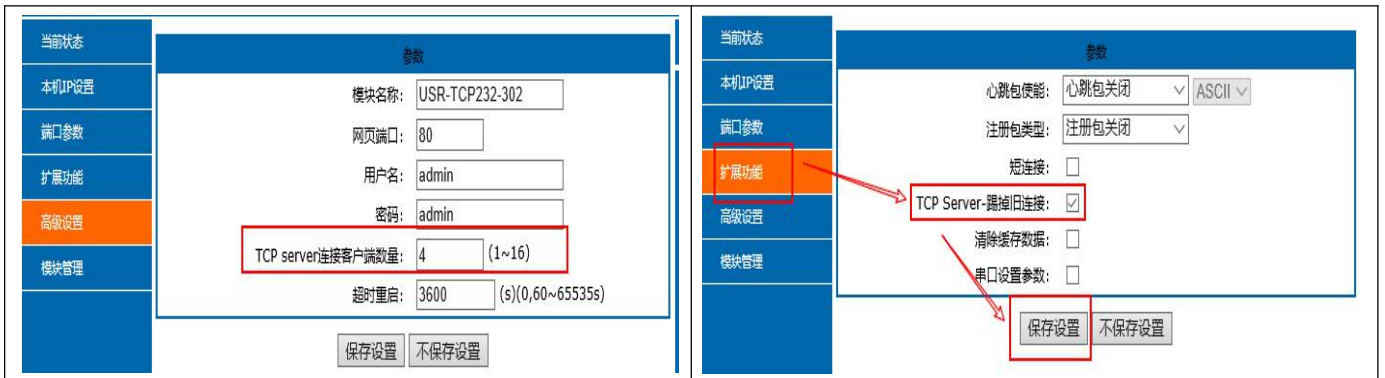 当前状态
本机IP设置
端口参数
扩展功能
高级设置
模块管理
参数
模块名称: USR-TCP232-302
网页端口: 80
用户名: admin
密码: admin
TCP server连接客户端数量: 4 (1~16)
超时重启: 3600 (s)(0,60~65535s)
保存设置 不保存设置
当前状态
本机IP设置
端口参数
扩展功能
高级设置
模块管理
参数
心跳包使能: 心跳包关闭 ASCII
注册包类型: 注册包关闭
短连接:
TCP Server-踢掉旧连接:
清除缓存数据:
串口设置参数:
保存设置 不保存设置